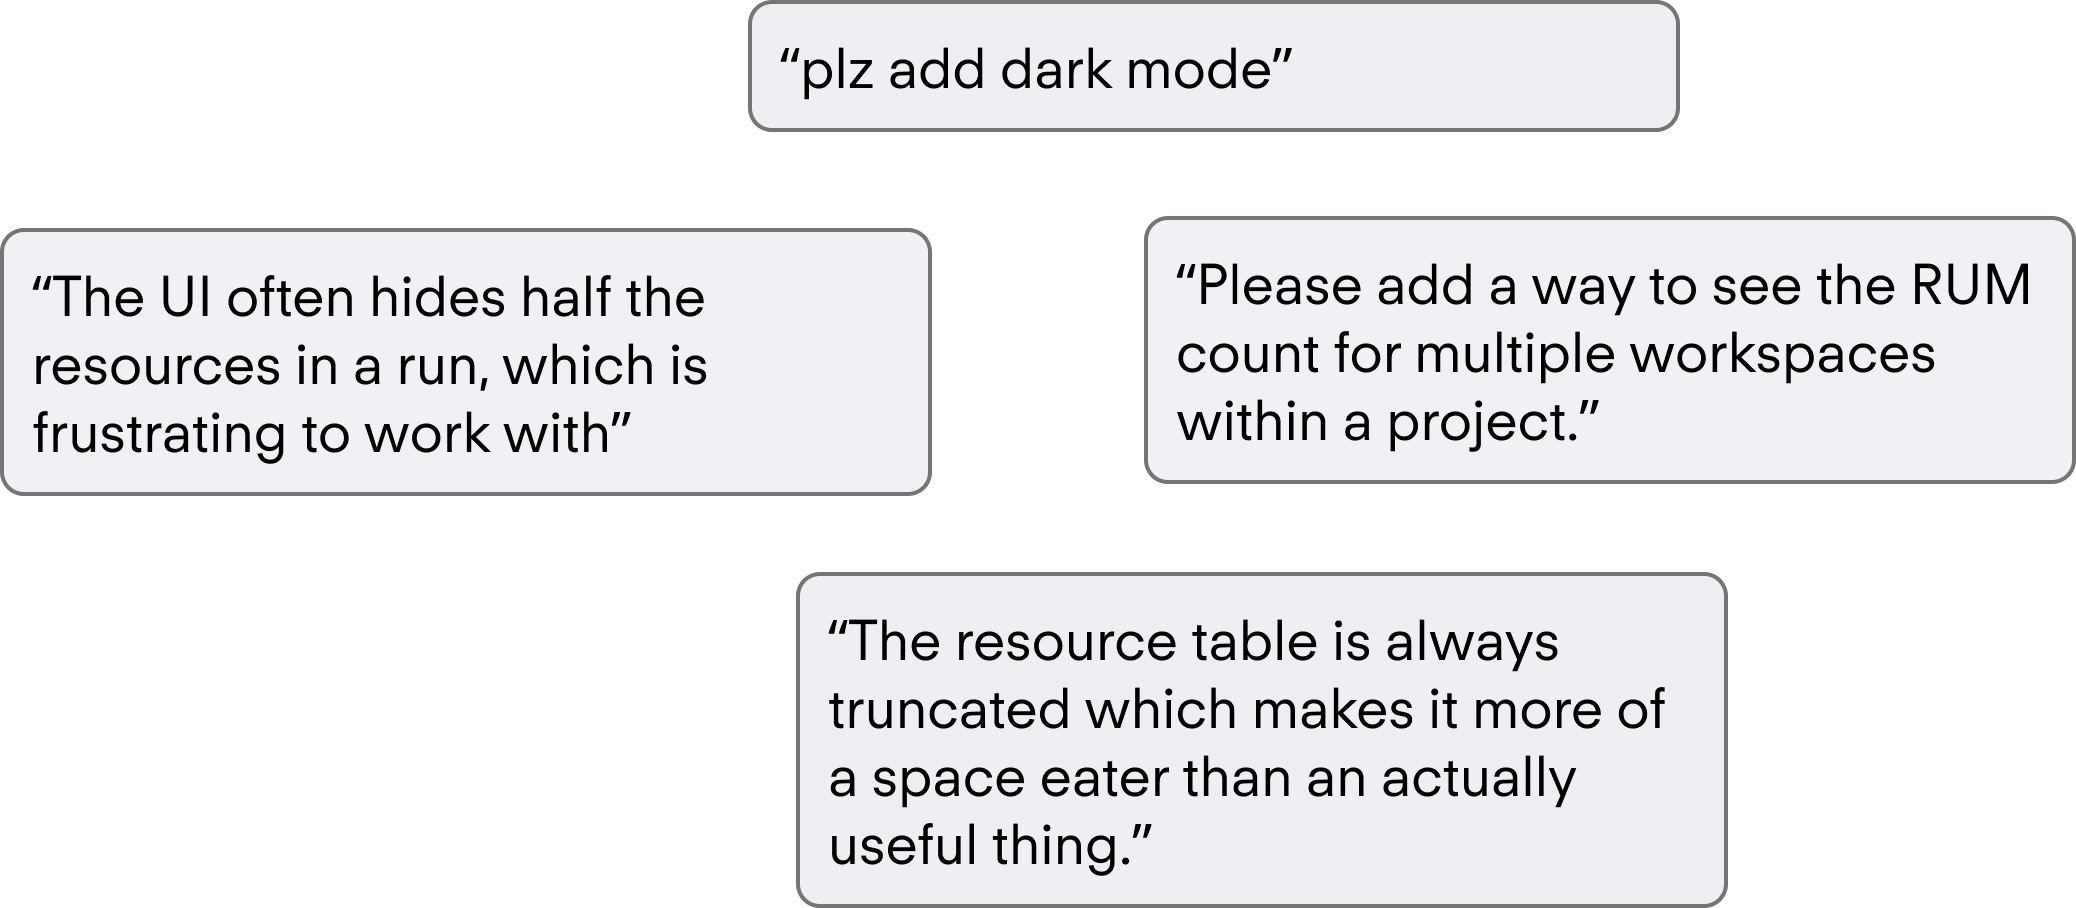 “plz add dark mode”
“The UI often hides half the
resources in a run, which is
frustrating to work with”
“Please add a way to see the RUM
count for multiple workspaces
within a project.”
“The resource table is always
truncated which makes it more of
a space eater than an actually
useful thing.”